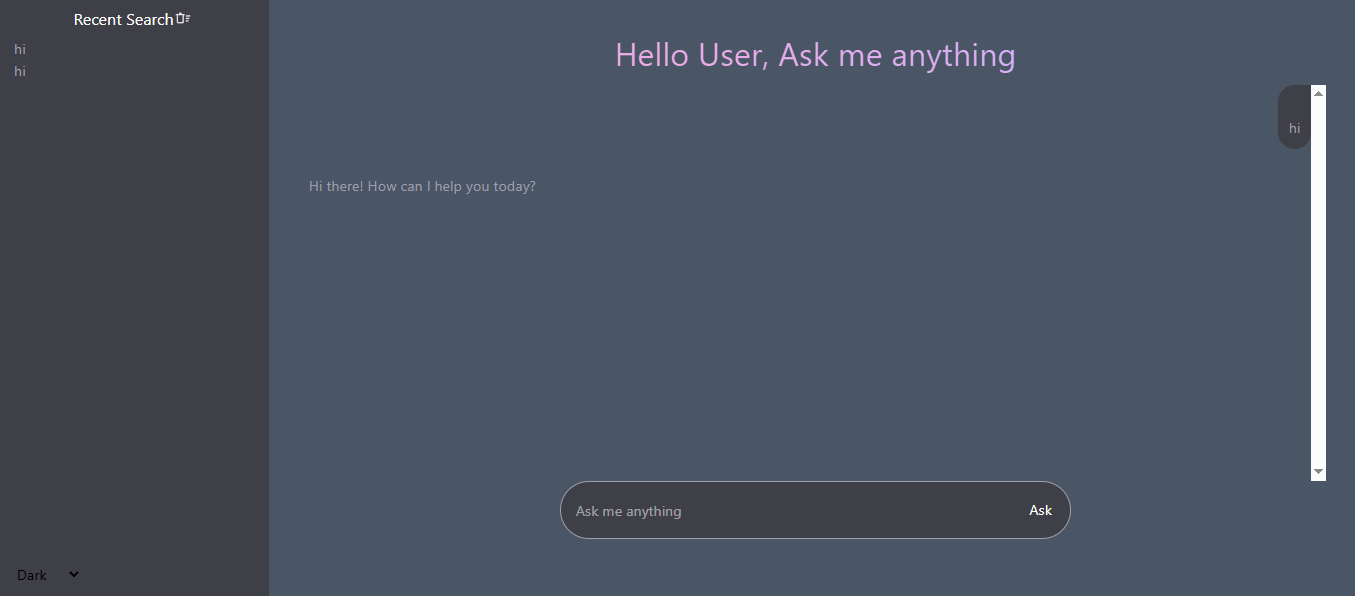 Recent Search
hi
hi
Dark
Hello User, Ask me anything
hi
Hi there! How can I help you today?
Ask me anything
Ask